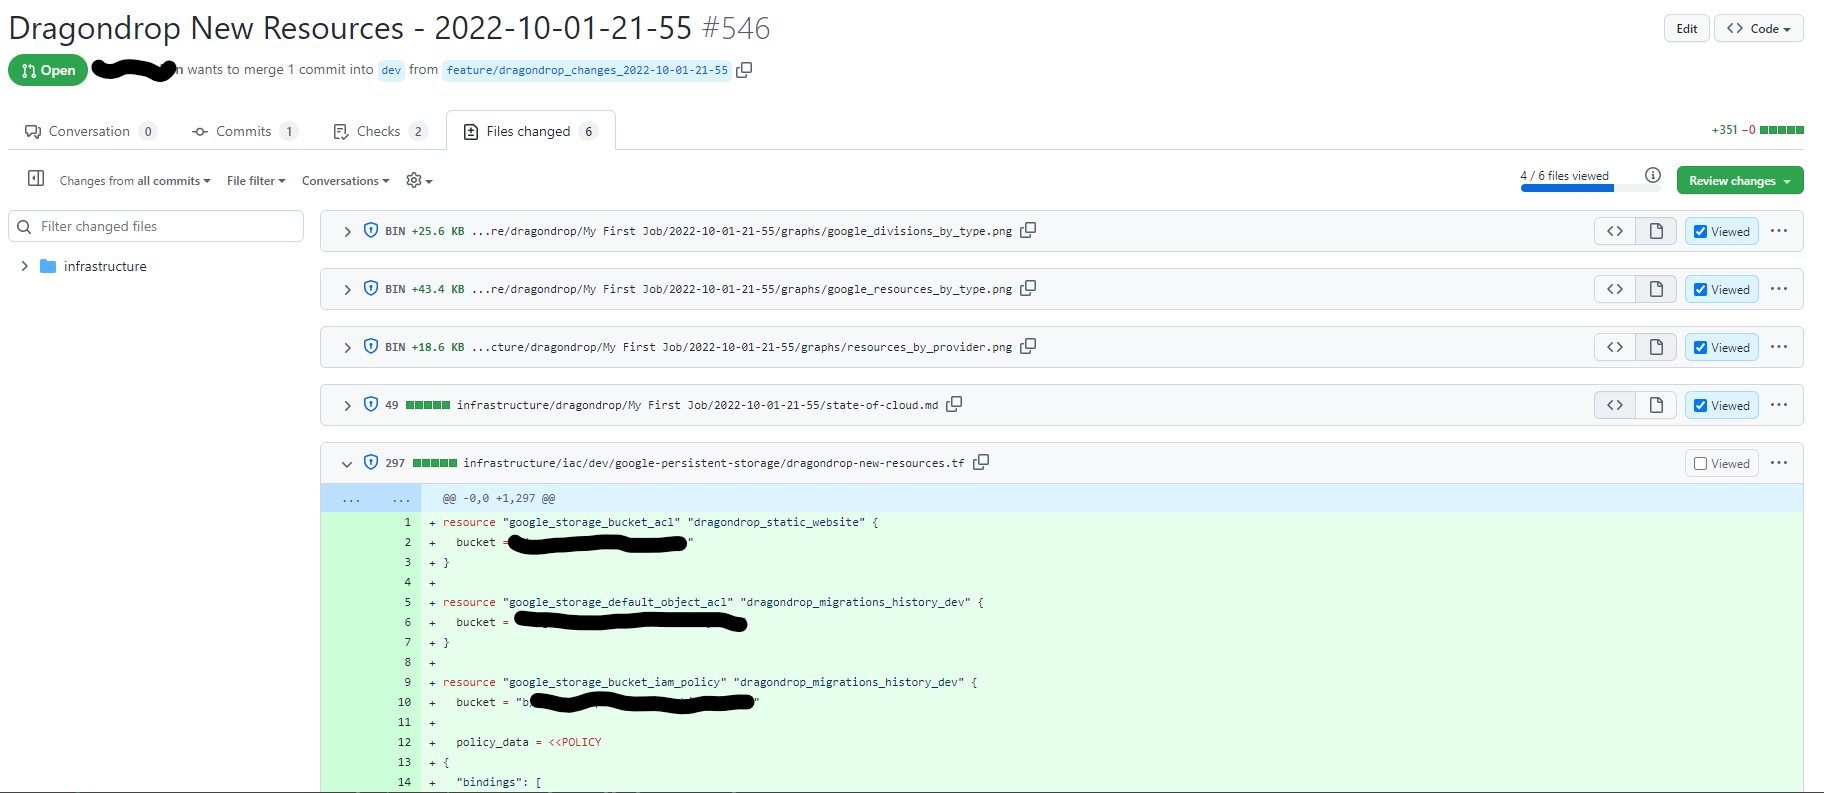 Dragondrop New Resources - 2022-10-01-21-55 #546
Edit
<> Code
Open
n wants to merge 1 commit into dev from feature/dragondrop_changes_2022-10-01-21-55
Conversation 0
Commits 1
Checks 2
Files changed 6
+351 −0
Changes from all commits
File filter
Conversations
4 / 6 files viewed
Review changes
Filter changed files
infrastructure
BIN +25.6 KB ...re/dragondrop/My First Job/2022-10-01-21-55/graphs/google_divisions_by_type.png
<> Viewed ...
BIN +43.4 KB ...re/dragondrop/My First Job/2022-10-01-21-55/graphs/google_resources_by_type.png
<> Viewed ...
BIN +18.6 KB ...cture/dragondrop/My First Job/2022-10-01-21-55/graphs/resources_by_provider.png
<> Viewed ...
49 infrastructure/dragondrop/My First Job/2022-10-01-21-55/state-of-cloud.md
<> Viewed ...
297 infrastructure/iac/dev/google-persistent-storage/dragondrop-new-resources.tf
Viewed ...
... ... @@ -0,0 +1,297 @@
1 + resource "google_storage_bucket_acl" "dragondrop_static_website" {
2 + bucket = "
3 + }
4 +
5 + resource "google_storage_default_object_acl" "dragondrop_migrations_history_dev" {
6 + bucket =
7 + }
8 +
9 + resource "google_storage_bucket_iam_policy" "dragondrop_migrations_history_dev" {
10 + bucket = "b "
11 +
12 + policy_data = <<POLICY
13 + {
14 + "bindings": [